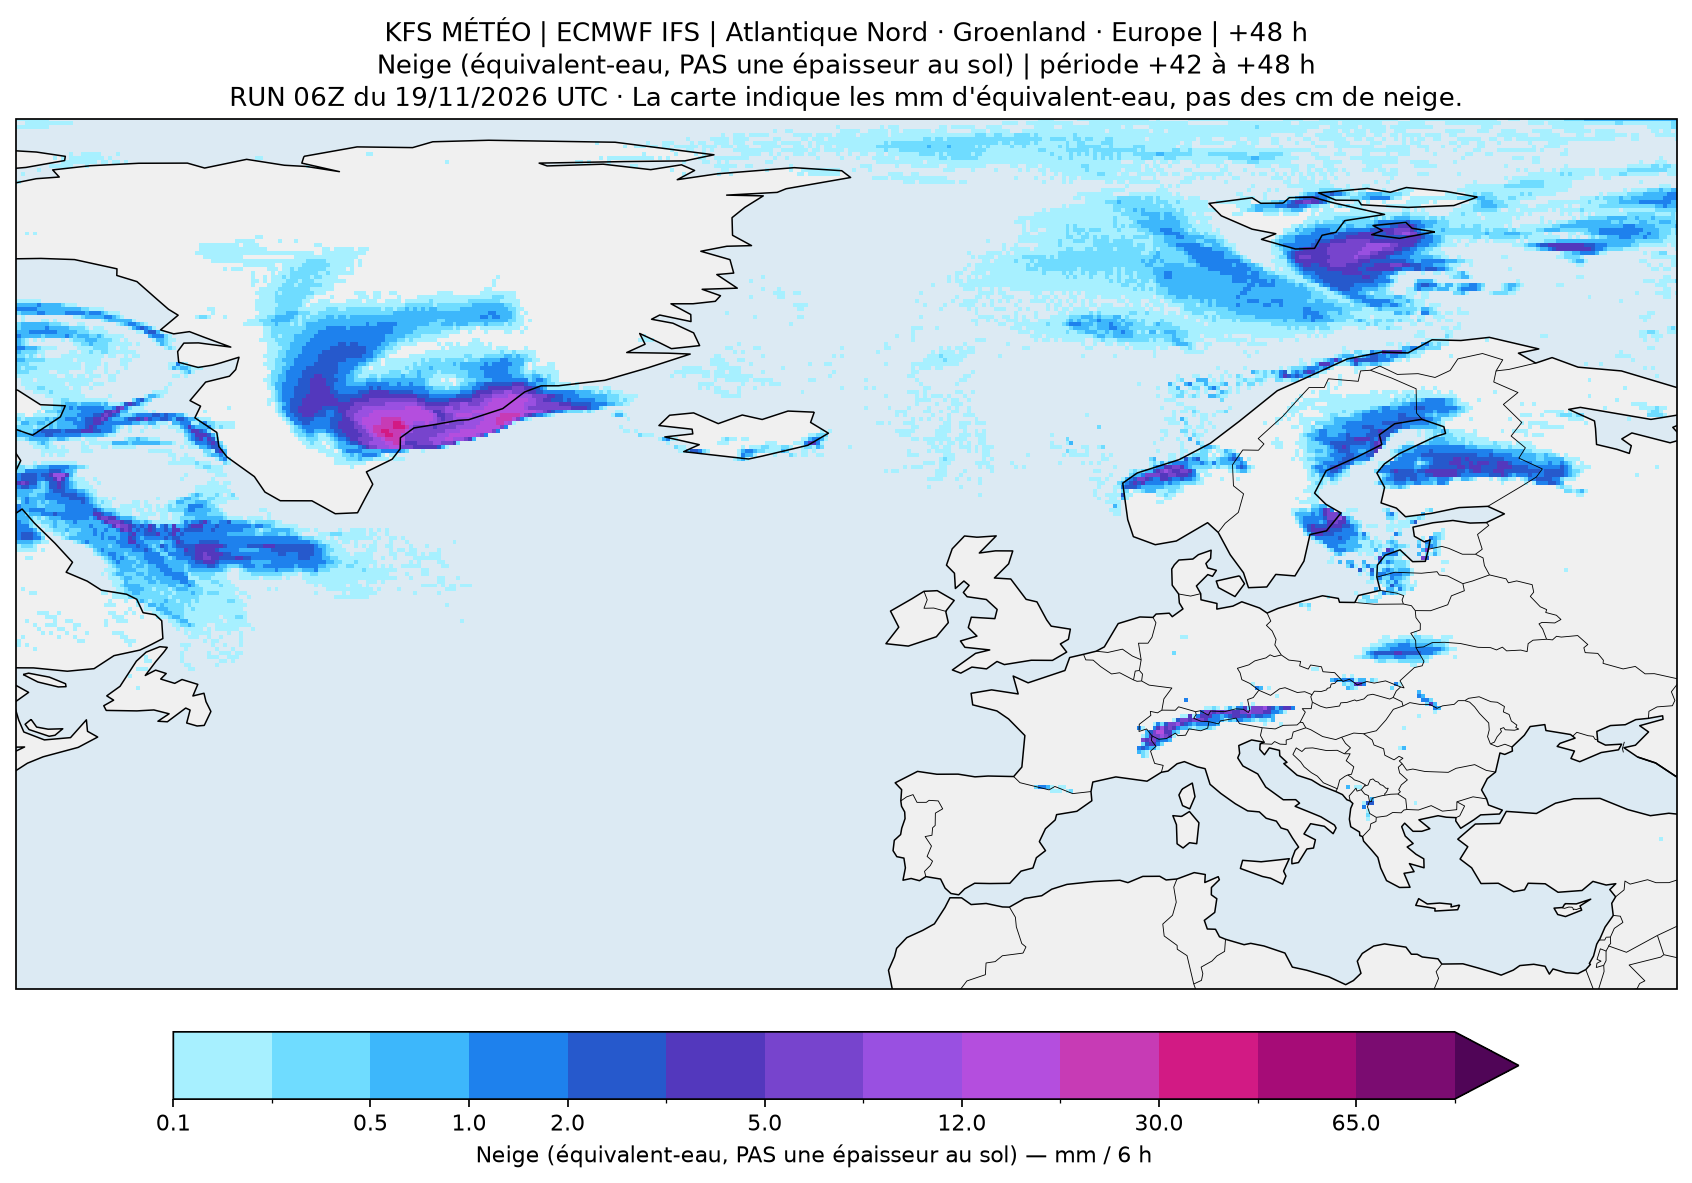 KFS MÉTÉO | ECMWF IFS | Atlantique Nord · Groenland · Europe | +48 h
Neige (équivalent-eau, PAS une épaisseur au sol) | période +42 à +48 h
RUN 06Z du 19/11/2026 UTC · La carte indique les mm d'équivalent-eau, pas des cm de neige.
0.1 0.5 1.0 2.0 5.0 12.0 30.0 65.0
Neige (équivalent-eau, PAS une épaisseur au sol) — mm / 6 h